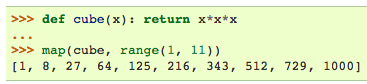 >>> def cube(x): return x*x*x
...
>>> map(cube, range(1, 11))
[1, 8, 27, 64, 125, 216, 343, 512, 729, 1000]